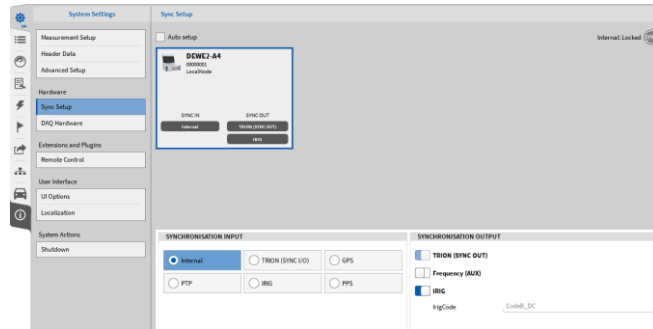 System Settings
Sync Setup
Measurement Setup
Header Data
Advanced Setup
Hardware
Sync Setup
DAQ Hardware
Extensions and Plugins
Remote Control
User Interface
UI Options
Localization
System Actions
Shutdown
Auto setup
Internal: Locked
DEWE2-A4
00000001
LocalNode
SYNC IN
SYNC OUT
Internal
TRION (SYNC OUT)
IRIG
SYNCHRONISATION INPUT
Internal
TRION (SYNC I/O)
GPS
PTP
IRIG
PPS
SYNCHRONISATION OUTPUT
TRION (SYNC OUT)
Frequency (AUX)
IRIG
IrigCode
CodeB_DC